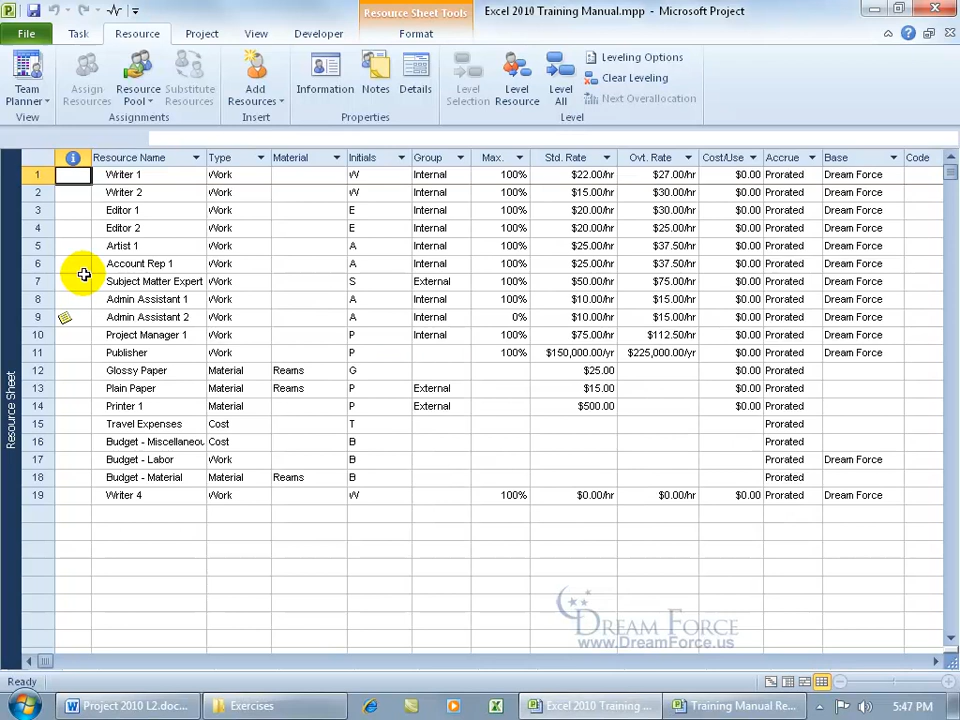 Resource Sheet Tools
Excel 2010 Training Manual.mpp - Microsoft Project
File Task Resource Project View Developer Format
Team Planner
Assign Resources
Resource Pool
Substitute Resources
Add Resources
Information
Notes
Details
Level Selection
Level Resource
Level All
Leveling Options
Clear Leveling
Next Overallocation
View Assignments Insert Properties Level
Resource Name Type Material Initials Group Max. Std. Rate Ovt. Rate Cost/Use Accrue Base Code
1 Writer 1 Work W Internal 100% $22.00/hr $27.00/hr $0.00 Prorated Dream Force
2 Writer 2 Work W Internal 100% $15.00/hr $30.00/hr $0.00 Prorated Dream Force
3 Editor 1 Work E Internal 100% $20.00/hr $30.00/hr $0.00 Prorated Dream Force
4 Editor 2 Work E Internal 100% $20.00/hr $25.00/hr $0.00 Prorated Dream Force
5 Artist 1 Work A Internal 100% $25.00/hr $37.50/hr $0.00 Prorated Dream Force
6 Account Rep 1 Work A Internal 100% $25.00/hr $37.50/hr $0.00 Prorated Dream Force
7 Subject Matter Expert Work S External 100% $50.00/hr $75.00/hr $0.00 Prorated Dream Force
8 Admin Assistant 1 Work A Internal 100% $10.00/hr $15.00/hr $0.00 Prorated Dream Force
9 Admin Assistant 2 Work A Internal 0% $10.00/hr $15.00/hr $0.00 Prorated Dream Force
10 Project Manager 1 Work P Internal 100% $75.00/hr $112.50/hr $0.00 Prorated Dream Force
11 Publisher Work P 100% $150,000.00/yr $225,000.00/yr $0.00 Prorated Dream Force
12 Glossy Paper Material Reams G $25.00 $0.00 Prorated
13 Plain Paper Material Reams P External $15.00 $0.00 Prorated
14 Printer 1 Material P External $500.00 $0.00 Prorated
15 Travel Expenses Cost T Prorated
16 Budget - Miscellaneou Cost B Prorated
17 Budget - Labor Work B Prorated Dream Force
18 Budget - Material Material Reams B Prorated
19 Writer 4 Work W 100% $0.00/hr $0.00/hr $0.00 Prorated Dream Force
Resource Sheet
DREAM FORCE
www.DreamForce.us
Ready
Project 2010 L2.doc...
Exercises
Excel 2010 Training ...
Training Manual Re...
5:47 PM